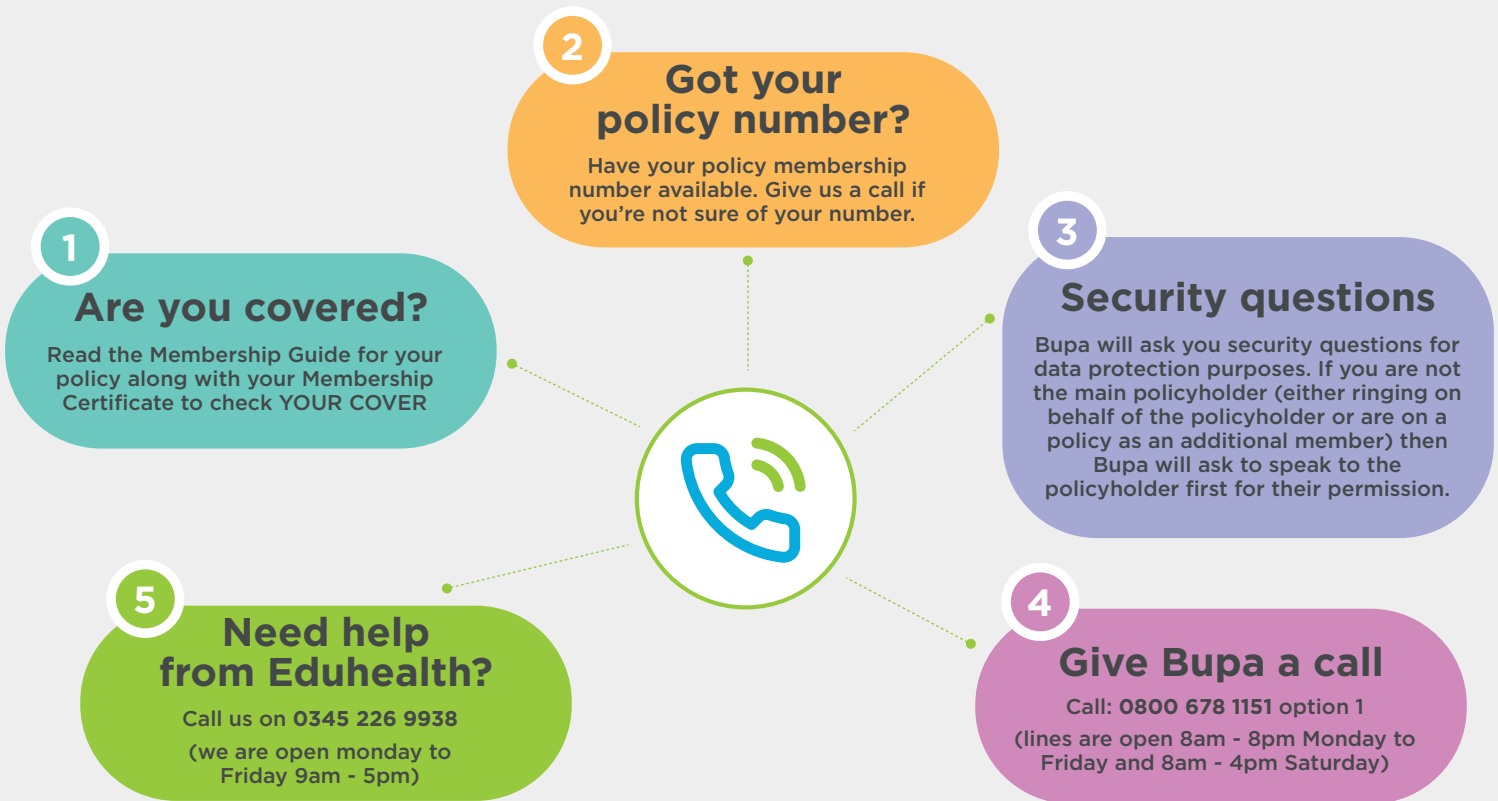 1
Are you covered?
Read the Membership Guide for your
policy along with your Membership
Certificate to check YOUR COVER
2
Got your
policy number?
Have your policy membership
number available. Give us a call if
you’re not sure of your number.
3
Security questions
Bupa will ask you security questions for
data protection purposes. If you are not
the main policyholder (either ringing on
behalf of the policyholder or are on a
policy as an additional member) then
Bupa will ask to speak to the
policyholder first for their permission.
4
Give Bupa a call
Call: 0800 678 1151 option 1
(lines are open 8am - 8pm Monday to
Friday and 8am - 4pm Saturday)
5
Need help
from Eduhealth?
Call us on 0345 226 9938
(we are open monday to
Friday 9am - 5pm)